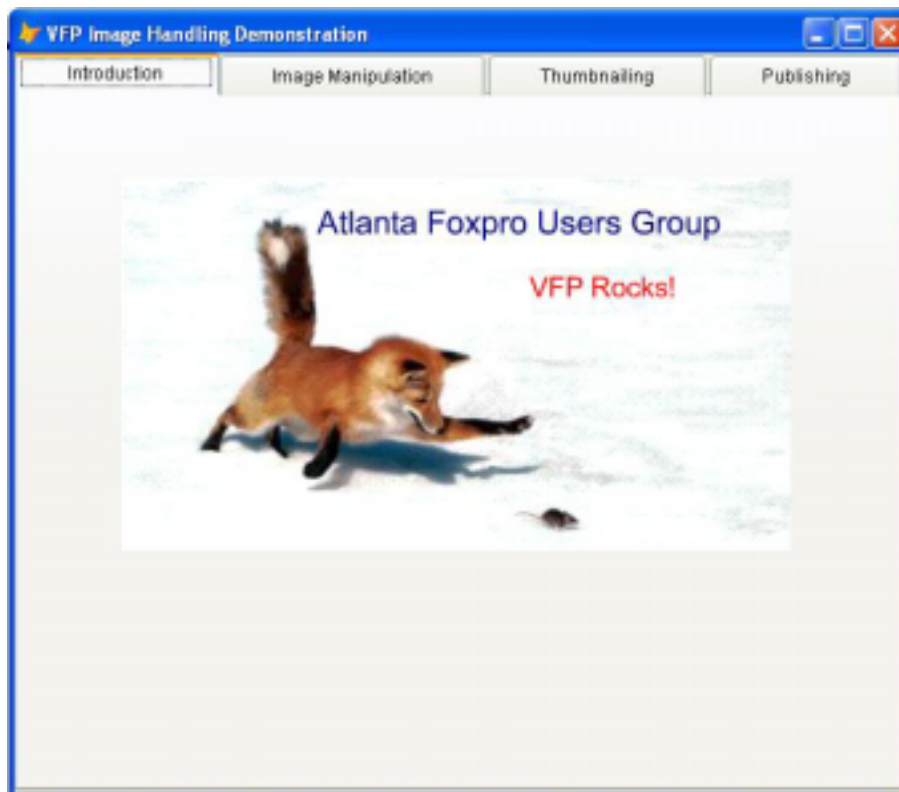 VFP Image Handling Demonstration
Introduction
Image Manipulation
Thumbnailing
Publishing
Atlanta Foxpro Users Group
VFP Rocks!